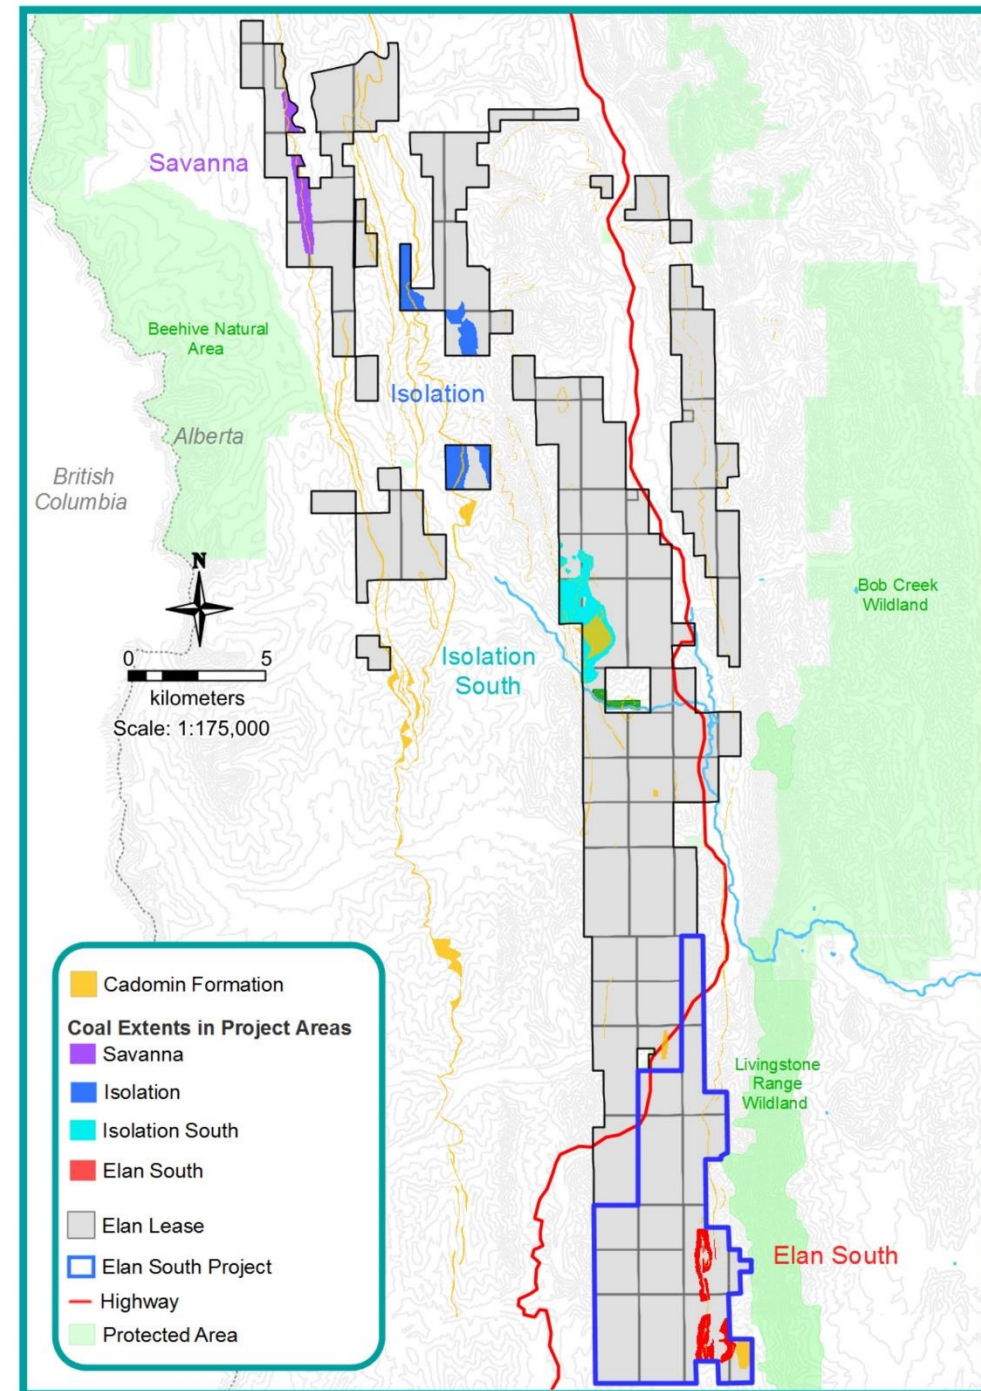 Savanna
Beehive Natural
Area
Isolation
Alberta
British
Columbia
N
Bob Creek
Wildland
0 5
kilometers
Scale: 1:175,000
Isolation
South
Cadomin Formation
Coal Extents in Project Areas
Savanna
Isolation
Isolation South
Elan South
Elan Lease
Elan South Project
Highway
Protected Area
Livingstone
Range
Wildland
Elan South